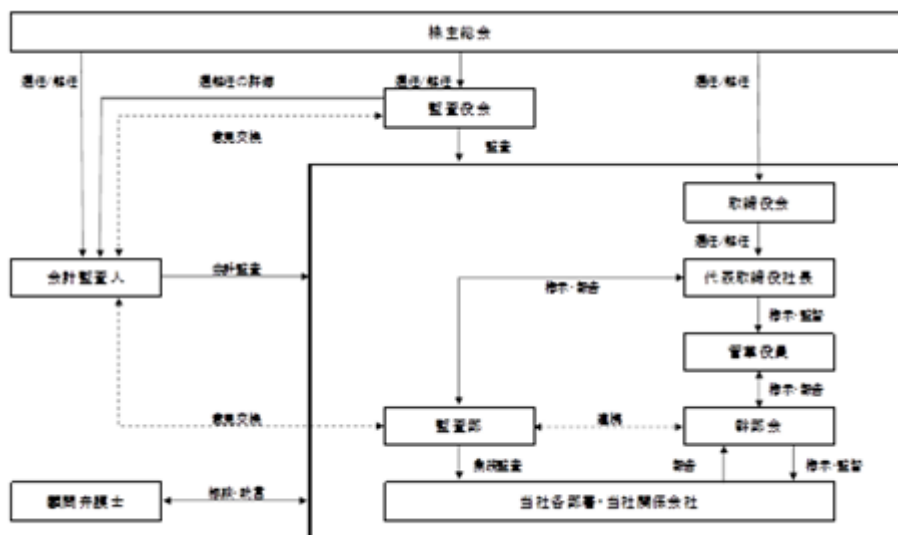 株主総会
選任/解任
選解任の評価
選任/解任
選任/解任
監査役会
意見交換
監査
取締役会
選任/解任
会計監査人
会計監査
代表取締役社長
指示・報告
指示・監督
管掌役員
指示・報告
意見交換
監査部
連携
幹部会
業務監査
報告
指示・監督
顧問弁護士
相談・助言
当社各部署・当社関係会社